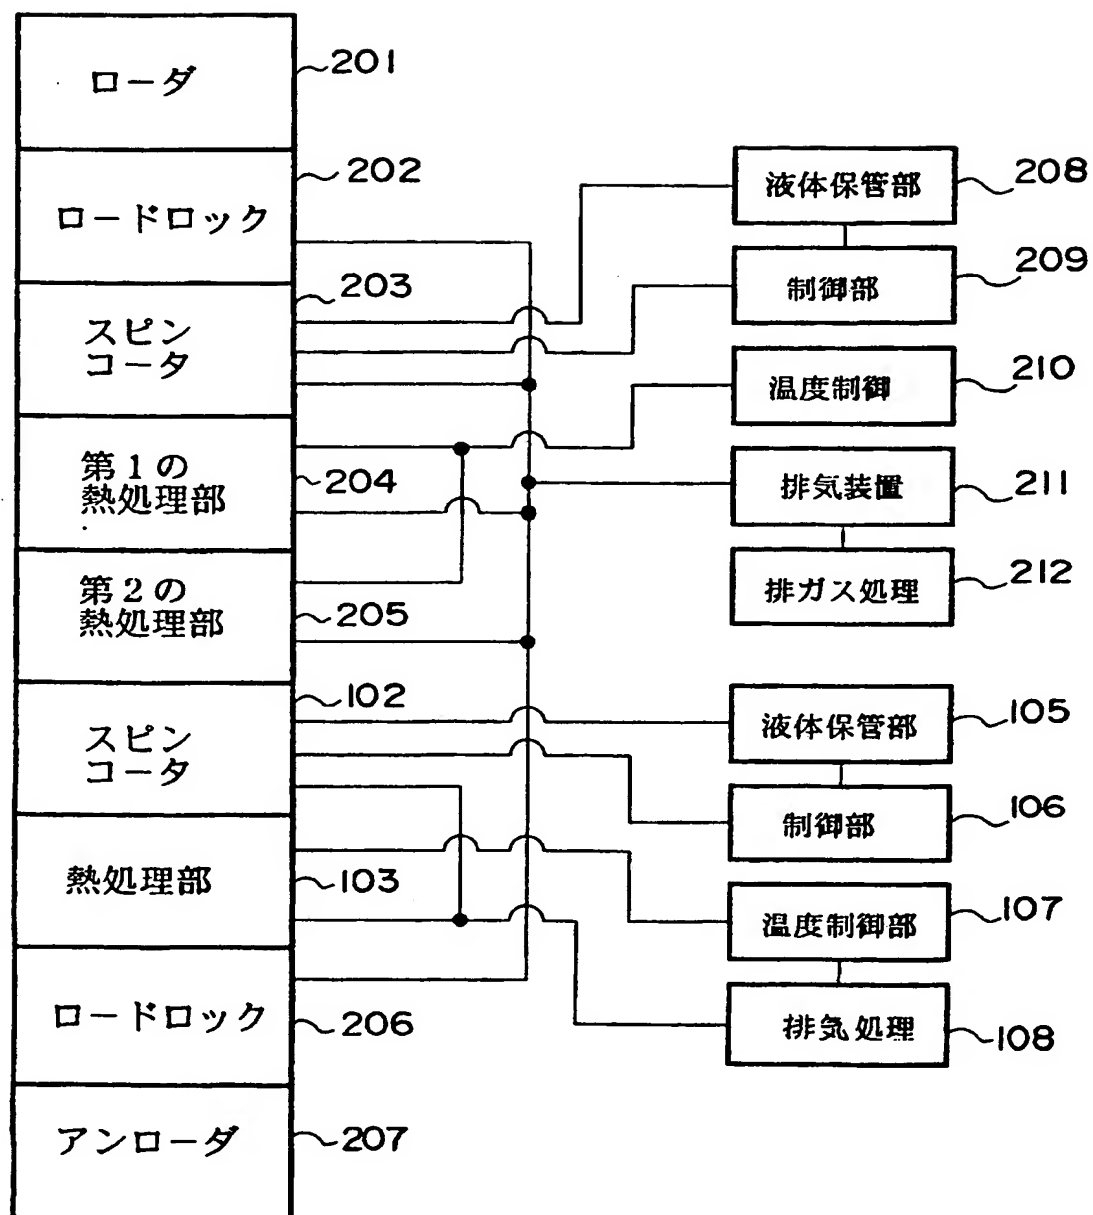 ローダ
201
ロードロック
202
スピン
コータ
203
第1の
熱処理部
204
第2の
熱処理部
205
スピン
コータ
102
熱処理部
103
ロードロック
206
アンローダ
207
液体保管部
208
制御部
209
温度制御
210
排気装置
211
排ガス処理
212
液体保管部
105
制御部
106
温度制御部
107
排気処理
108